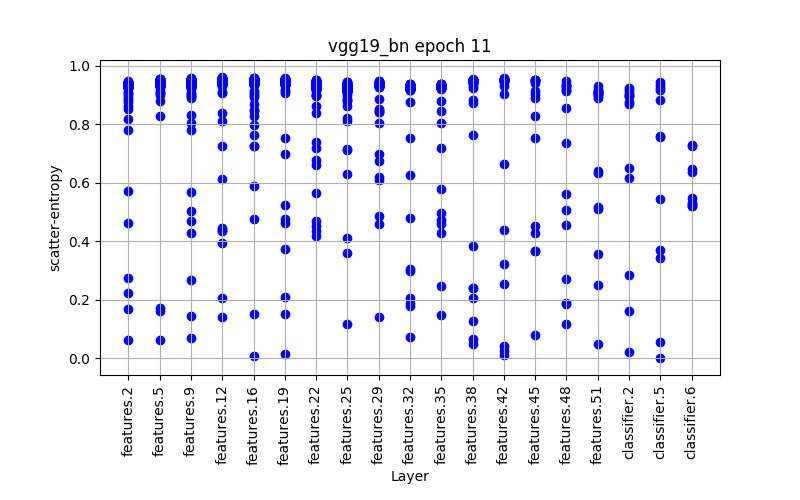 vgg19_bn epoch 11
scatter-entropy
1.0
0.8
0.6
0.4
0.2
0.0
features.2
features.5
features.9
features.12
features.16
features.19
features.22
features.25
features.29
features.32
features.35
features.38
features.42
features.45
features.48
features.51
classifier.2
classifier.5
classifier.6
Layer